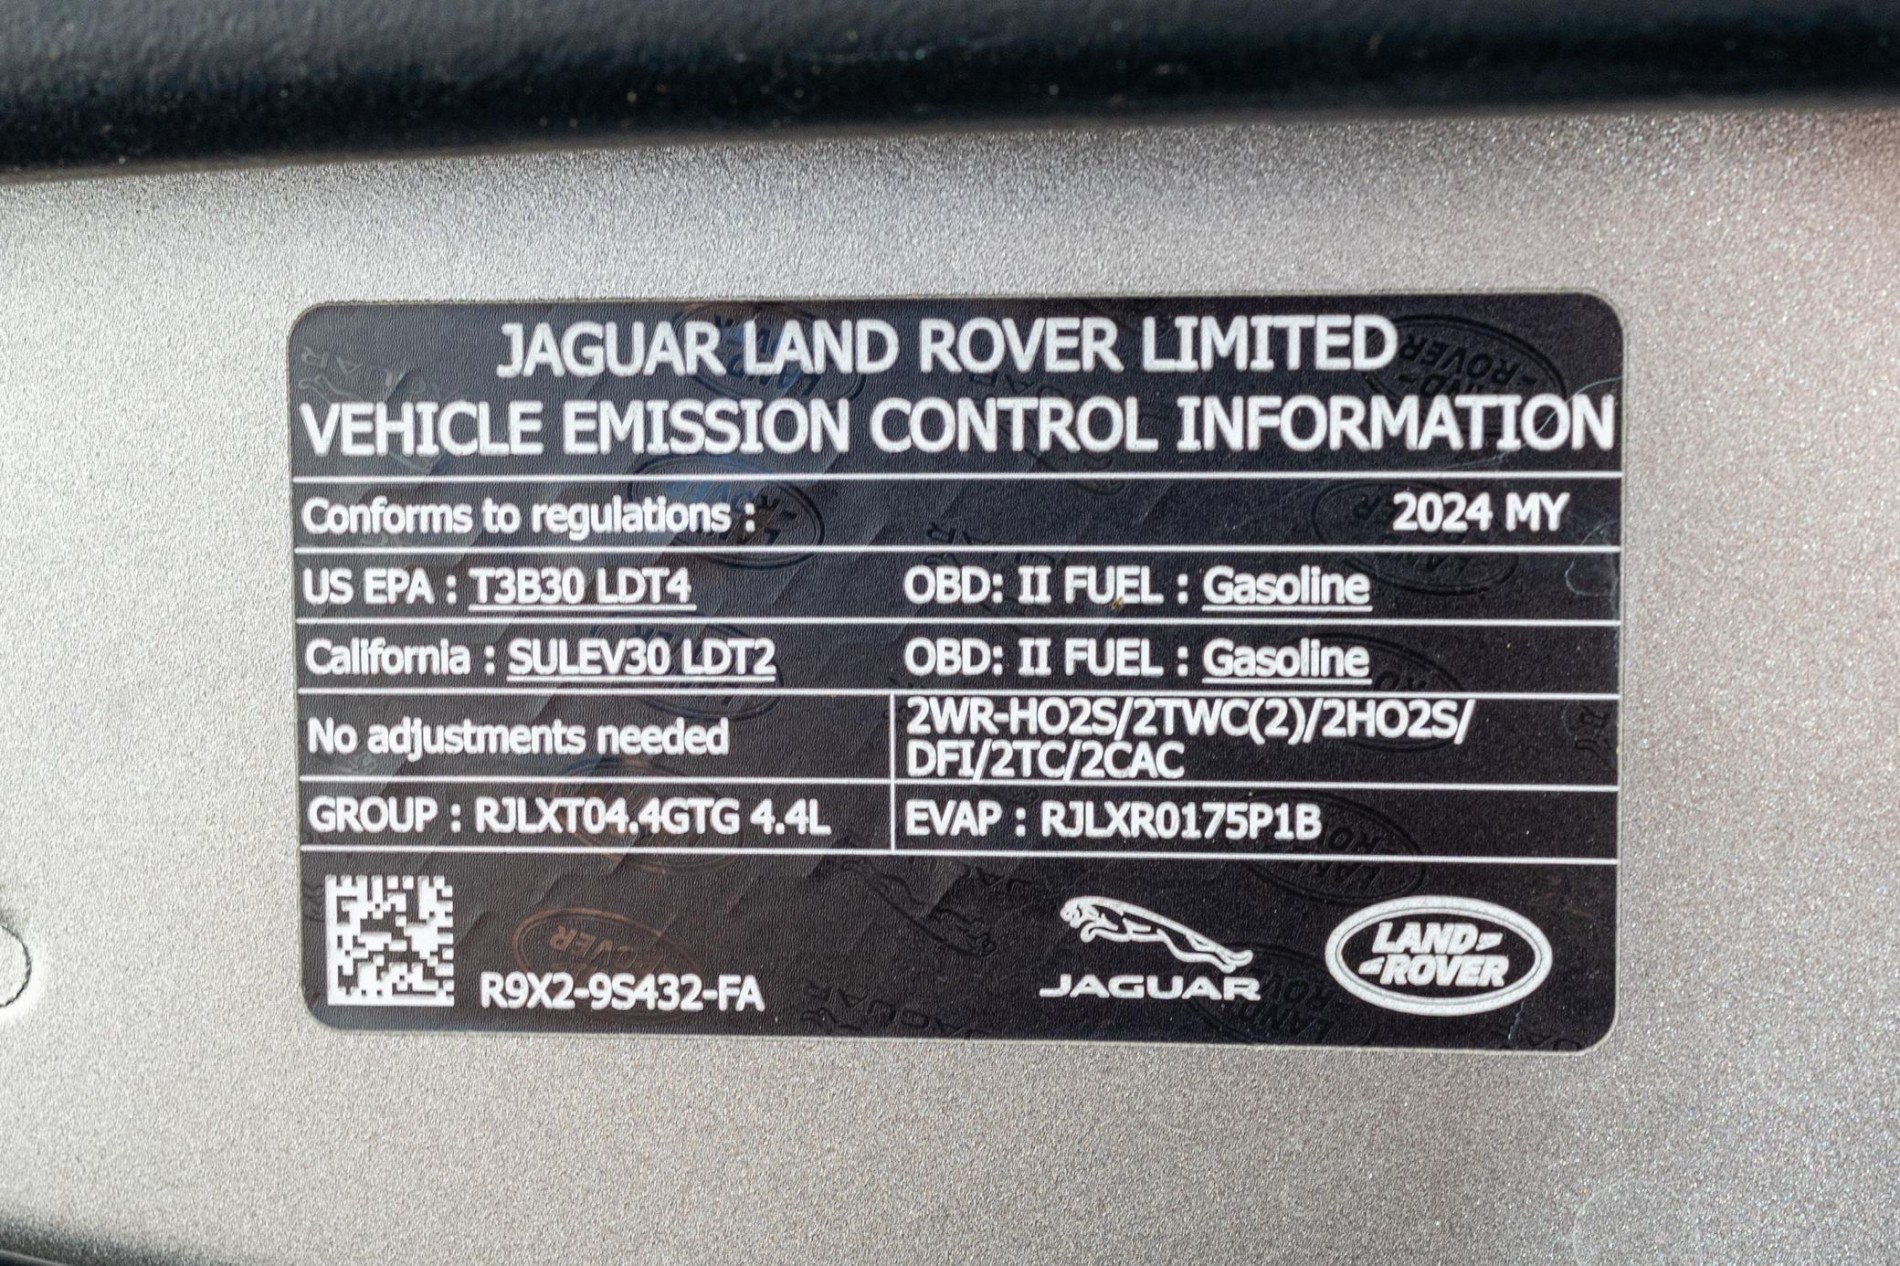 JAGUAR LAND ROVER LIMITED
VEHICLE EMISSION CONTROL INFORMATION
Conforms to regulations : 2024 MY
US EPA : T3B30 LDT4 OBD: II FUEL : Gasoline
California : SULEV30 LDT2 OBD: II FUEL : Gasoline
No adjustments needed
2WR-HO2S/2TWC(2)/2HO2S/
DFI/2TC/2CAC
GROUP : RJLXT04.4GTG 4.4L EVAP : RJLXR0175P1B
R9X2-9S432-FA
JAGUAR
LAND
ROVER